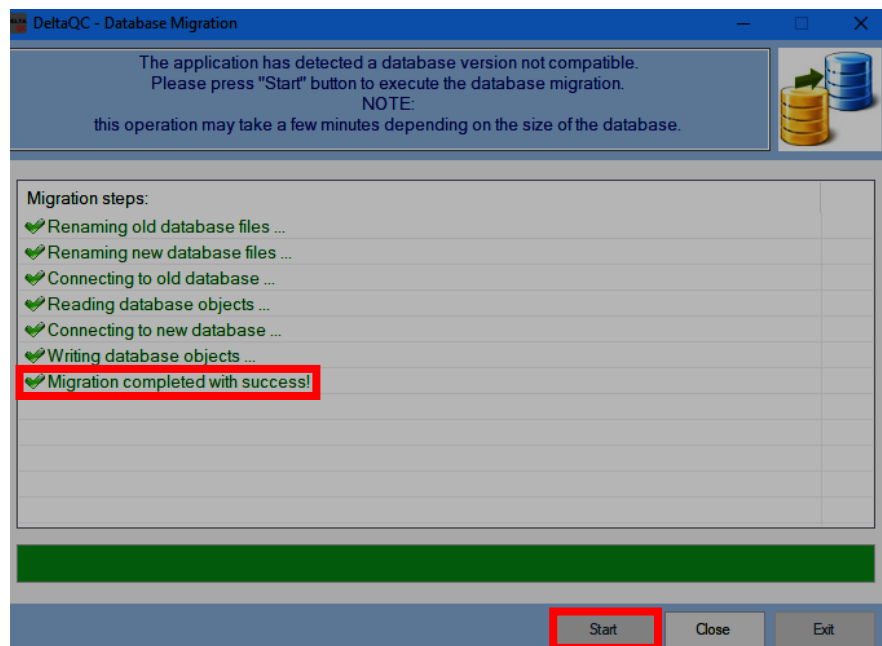 DELTA
DeltaQC - Database Migration
The application has detected a database version not compatible.
Please press "Start" button to execute the database migration.
NOTE:
this operation may take a few minutes depending on the size of the database.
Migration steps:
Renaming old database files ...
Renaming new database files ...
Connecting to old database ...
Reading database objects ...
Connecting to new database ...
Writing database objects ...
Migration completed with success!
Start
Close
Exit